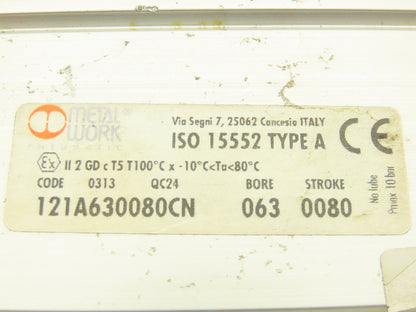 METAL
WORK
PNEUMATIC
Via Segni 7, 25062 Concesio ITALY
ISO 15552 TYPE A
CE
Ex II 2 GD c T5 T100°C x -10°C<Ta<80°C
CODE 0313 QC24 BORE STROKE
121A630080CN 063 0080
No lube
Pmax 10 bar